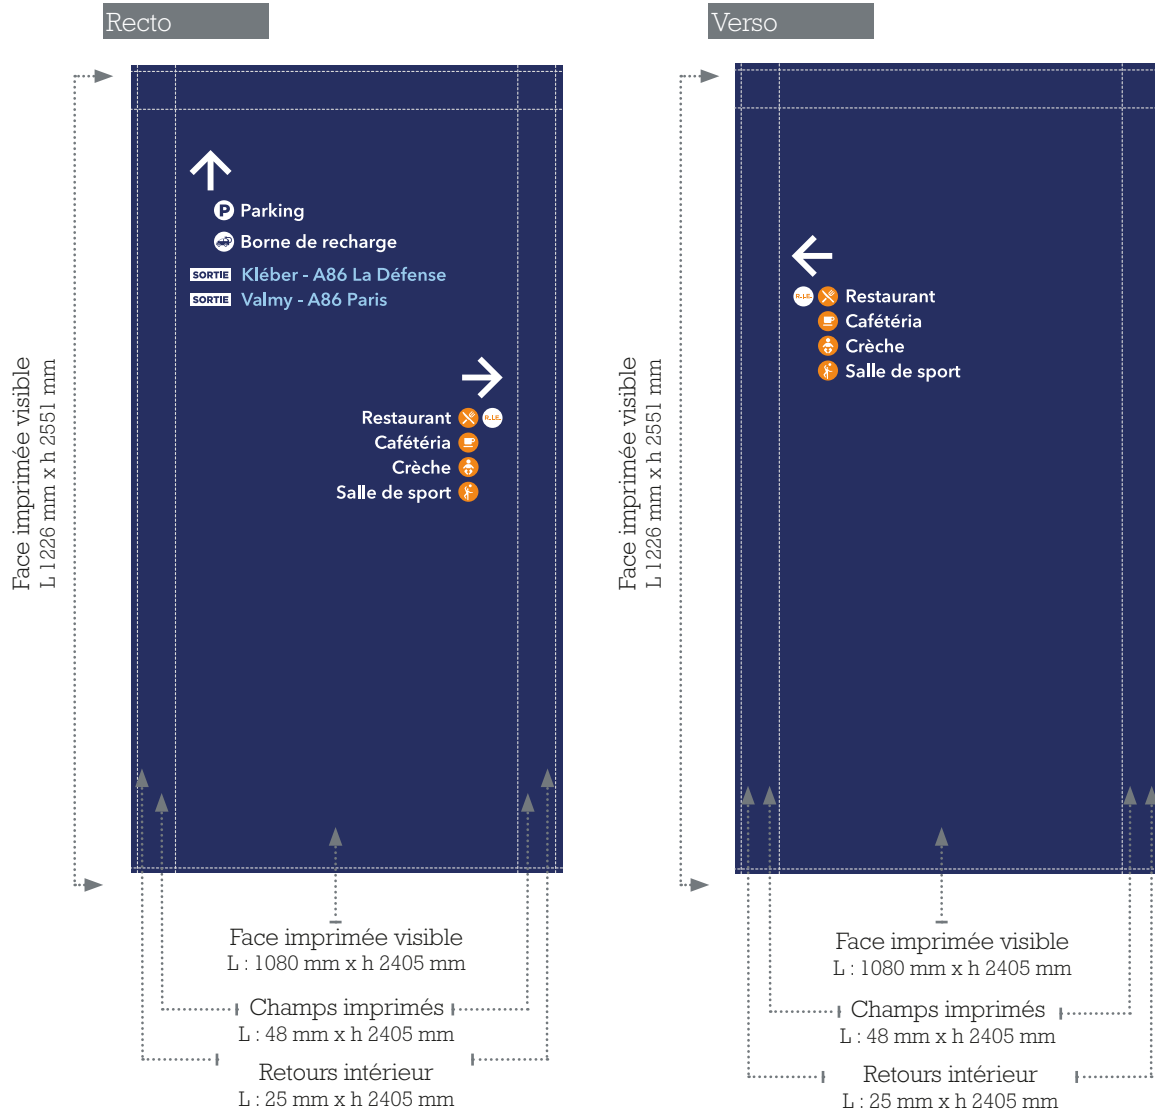 Recto
Face imprimée visible
L 1226 mm x h 2551 mm
P Parking
Borne de recharge
SORTIE Kléber - A86 La Défense
SORTIE Valmy - A86 Paris
Restaurant R.I.E.
Cafétéria
Crèche
Salle de sport
Face imprimée visible
L : 1080 mm x h 2405 mm
Champs imprimés
L : 48 mm x h 2405 mm
Retours intérieur
L : 25 mm x h 2405 mm
Verso
Face imprimée visible
L 1226 mm x h 2551 mm
R.I.E. Restaurant
Cafétéria
Crèche
Salle de sport
Face imprimée visible
L : 1080 mm x h 2405 mm
Champs imprimés
L : 48 mm x h 2405 mm
Retours intérieur
L : 25 mm x h 2405 mm